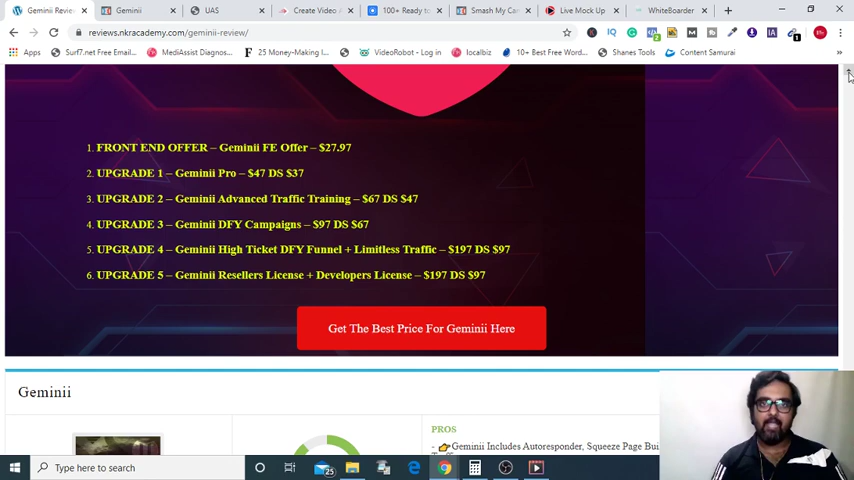 Geminii Review
Geminii
UAS
Create Video A
100+ Ready to
Smash My Ca
Live Mock Up
WhiteBoarder
reviews.nkracademy.com/geminii-review/
Apps
Surf7.net Free Email...
MediAssist Diagnos...
25 Money-Making I...
VideoRobot - Log in
localbiz
10+ Best Free Word...
Shanes Tools
Content Samurai
1. FRONT END OFFER – Geminii FE Offer – $27.97
2. UPGRADE 1 – Geminii Pro – $47 DS $37
3. UPGRADE 2 – Geminii Advanced Traffic Training – $67 DS $47
4. UPGRADE 3 – Geminii DFY Campaigns – $97 DS $67
5. UPGRADE 4 – Geminii High Ticket DFY Funnel + Limitless Traffic – $197 DS $97
6. UPGRADE 5 – Geminii Resellers License + Developers License – $197 DS $97
Get The Best Price For Geminii Here
Geminii
PROS
- Geminii Includes Autoresponder, Squeeze Page Bui
Type here to search
25